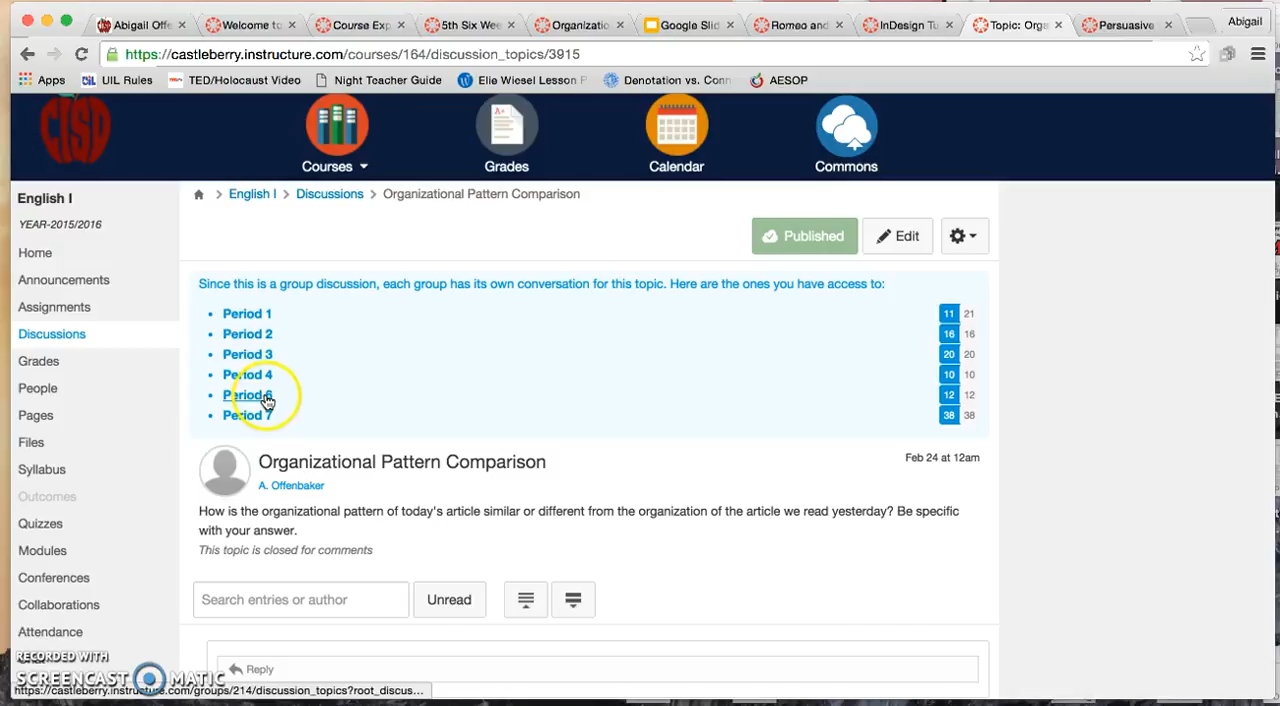 Abigail Offe
Welcome to
Course Exp
5th Six Wee
Organizatio
Google Slid
Romeo and
InDesign To
Topic: Orga
Persuasive
Abigail
https://castleberry.instructure.com/courses/164/discussion_topics/3915
Apps
UIL Rules
TED/Holocaust Video
Night Teacher Guide
Elie Wiesel Lesson P
Denotation vs. Conn
AESOP
CISD
Courses
Grades
Calendar
Commons
English I
YEAR-2015/2016
Home
Announcements
Assignments
Discussions
Grades
People
Pages
Files
Syllabus
Outcomes
Quizzes
Modules
Conferences
Collaborations
Attendance
English I > Discussions > Organizational Pattern Comparison
Published
Edit
Since this is a group discussion, each group has its own conversation for this topic. Here are the ones you have access to:
Period 1 11 21
Period 2 16 16
Period 3 20 20
Period 4 10 10
Period 6 12 12
Period 7 38 38
Organizational Pattern Comparison
Feb 24 at 12am
A. Offenbaker
How is the organizational pattern of today's article similar or different from the organization of the article we read yesterday? Be specific
with your answer.
This topic is closed for comments
Search entries or author
Unread
Reply
RECORDED WITH
SCREENCAST MATIC
https://castleberry.instructure.com/groups/214/discussion_topics?root_discus...